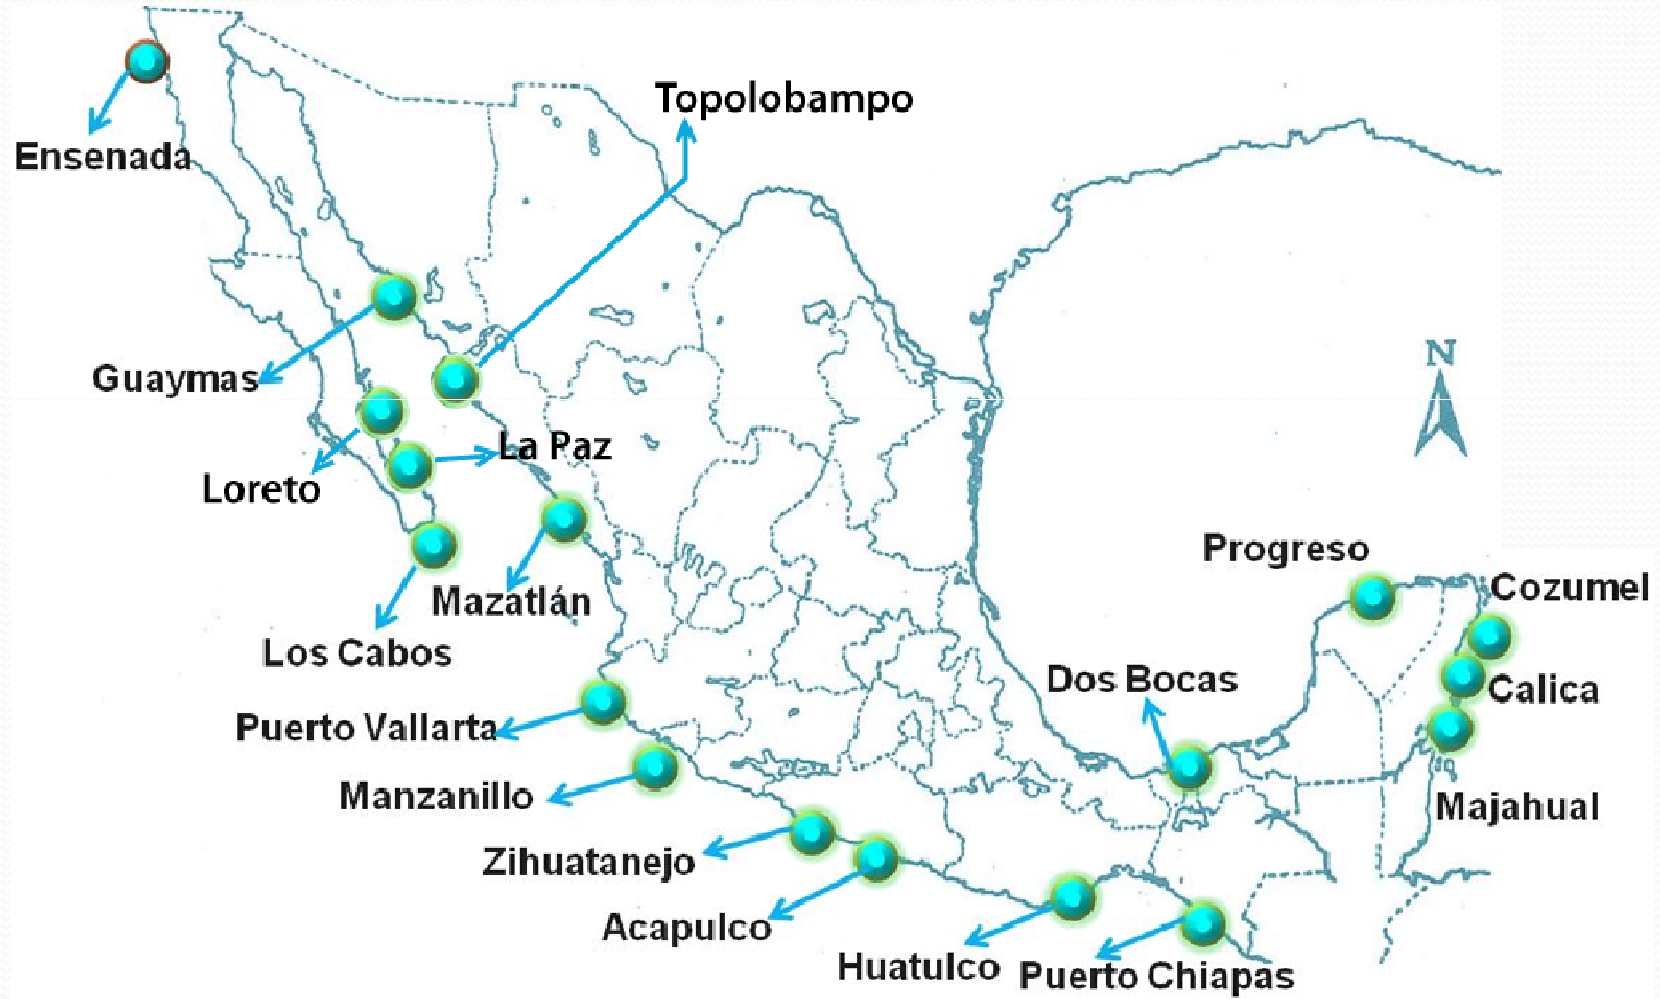 Topolobampo
Ensenada
N
Guaymas
La Paz
Loreto
Progreso
Cozumel
Mazatlán
Los Cabos
Dos Bocas
Calica
Puerto Vallarta
Manzanillo
Majahual
Zihuatanejo
Acapulco
Huatulco
Puerto Chiapas